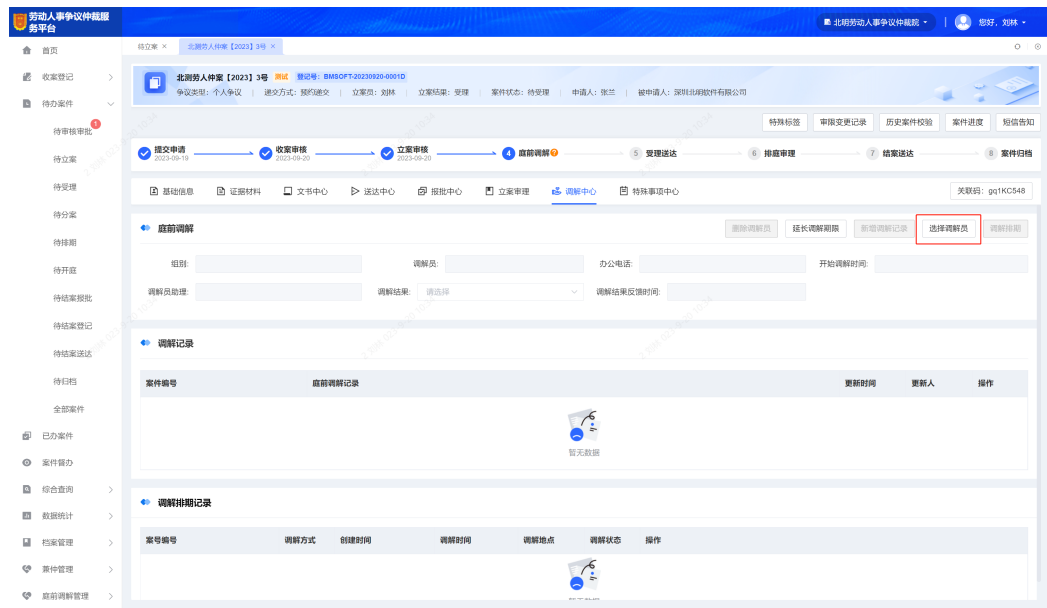 劳动人事争议仲裁服务平台
北明劳动人事争议仲裁院
您好，刘林
首页
收案登记
待办案件
待审核审批 1
待立案
待受理
待分案
待排期
待开庭
待结案报批
待结案登记
待结案送达
待归档
全部案件
已办案件
案件督办
综合查询
数据统计
档案管理
兼仲管理
庭前调解管理
待立案 ×
北测劳人仲案【2023】3号 ×
北测劳人仲案【2023】3号 测试 登记号：BMSOFT-20230920-0001D
争议类型：个人争议 | 递交方式：预约递交 | 立案员：刘林 立案结果：受理 | 案件状态：待受理 | 申请人：张兰 | 被申请人：深圳北明软件有限公司
特殊标签 审限变更记录 历史案件校验 案件进度 短信告知
提交申请 2023-09-19
收案审核 2023-09-20
立案审核 2023-09-20
4 庭前调解
5 受理送达
6 排庭审理
7 结案送达
8 案件归档
基础信息 证据材料 文书中心 送达中心 报批中心 立案审理 调解中心 特殊事项中心
关联码：gq1KC548
庭前调解
删除调解员 延长调解期限 新增调解记录 选择调解员 调解排期
组别: 调解员: 办公电话: 开始调解时间:
调解员助理: 调解结果: 请选择 调解结果反馈时间:
调解记录
案件编号 庭前调解记录 更新时间 更新人 操作
暂无数据
调解排期记录
案号编号 调解方式 创建时间 调解时间 调解地点 调解状态 操作